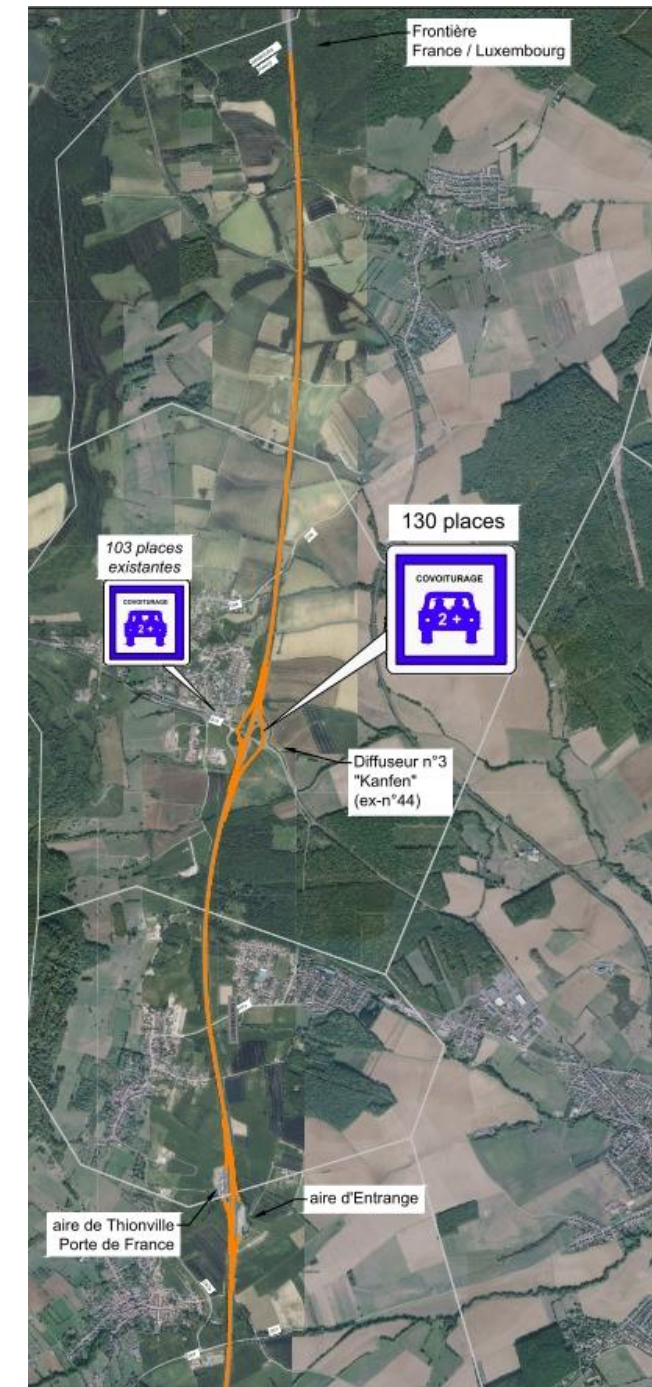 Frontière
France / Luxembourg
103 places
existantes
COVOITURAGE
2 +
130 places
COVOITURAGE
2 +
Diffuseur n°3
"Kanfen"
(ex-n°44)
aire d'Entrange
aire de Thionville
Porte de France